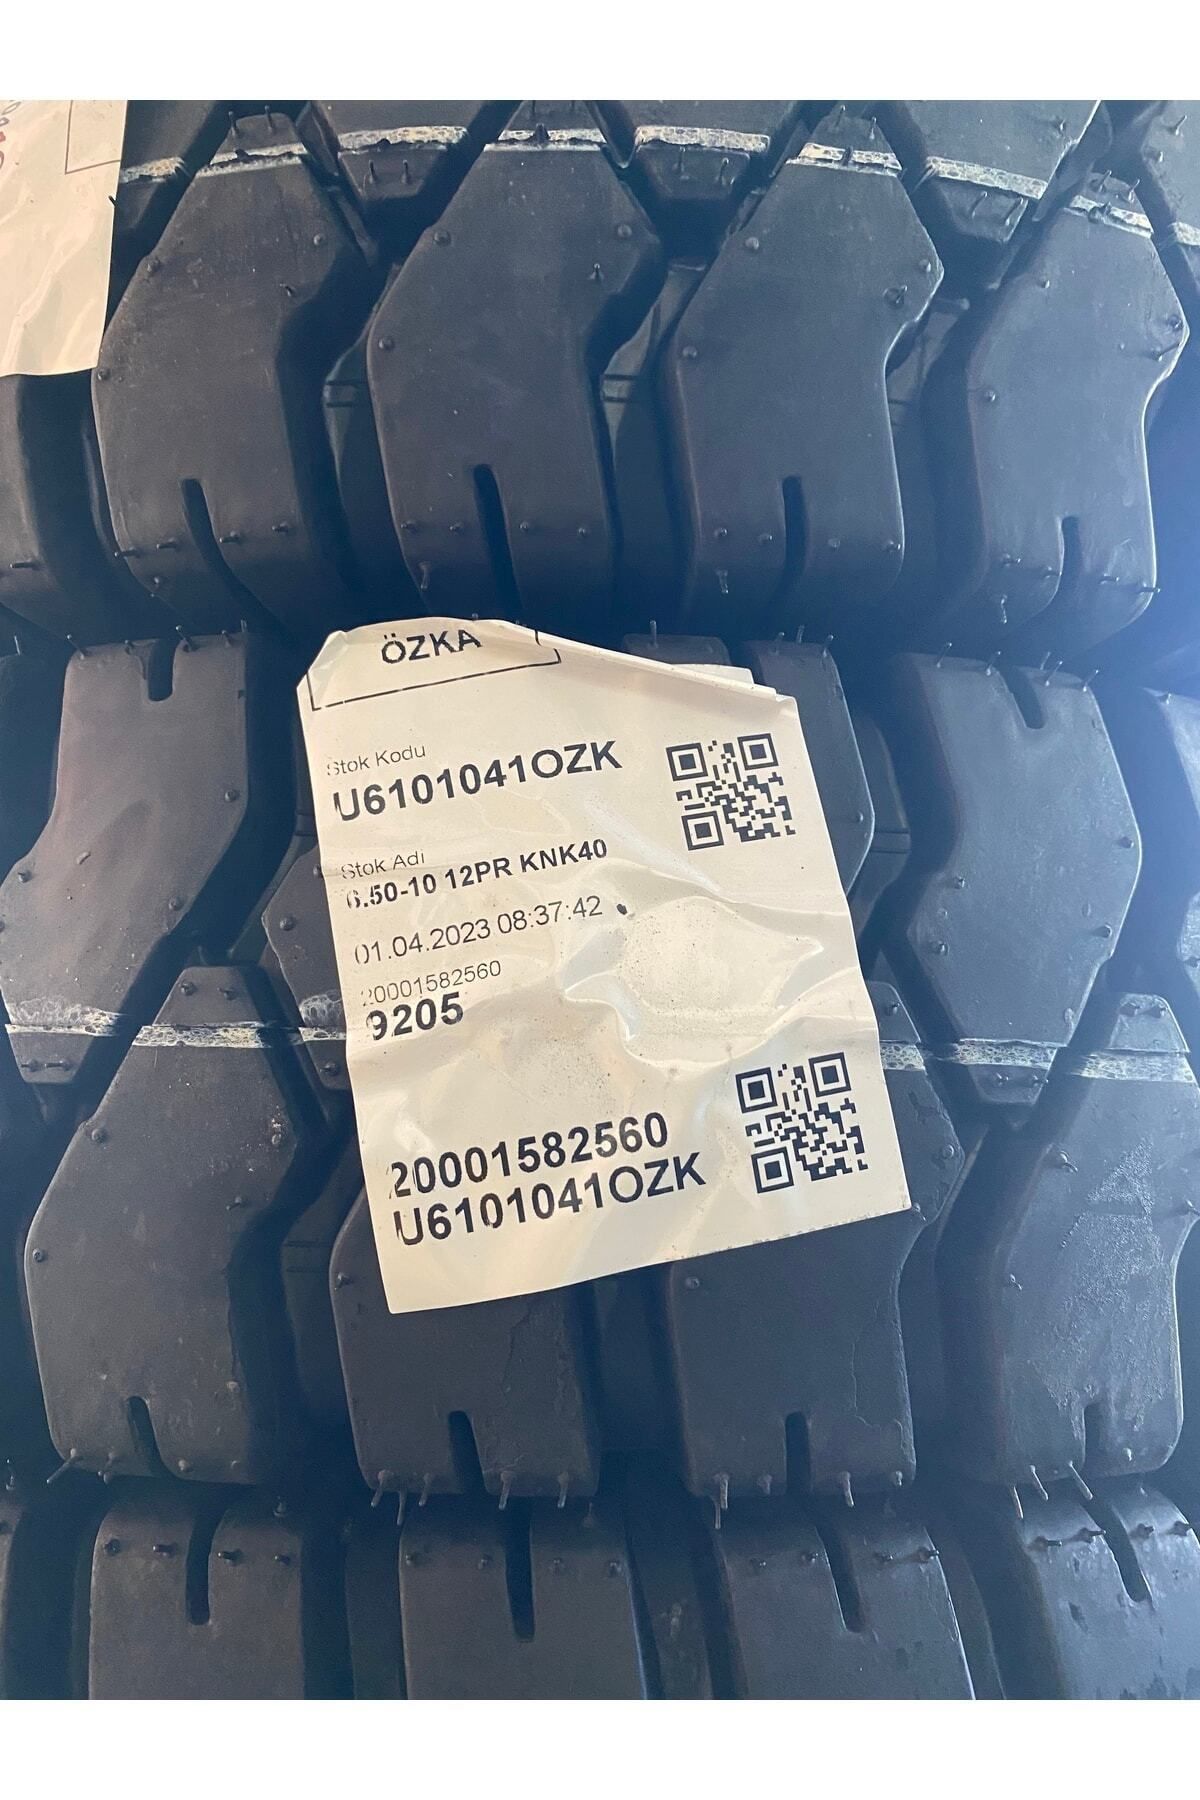 ÖZKA
Stok Kodu
U6101041OZK
Stok Adi
6.50-10 12PR KNK40
01.04.2023 08:37:42
20001582560
9205
20001582560
U6101041OZK